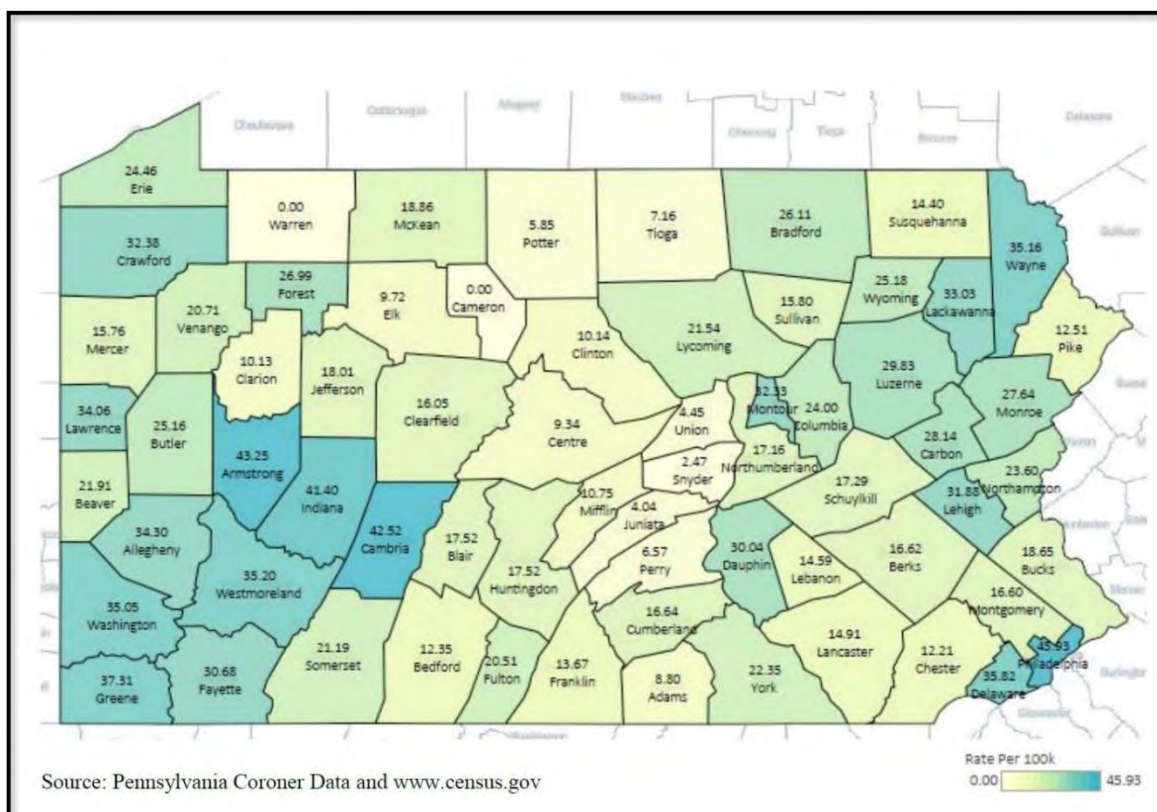 Chautauqua
Cattaraugus
Allegany
Steuben
Chemung
Tioga
Broome
Delaware
Sullivan
24.46
Erie
0.00
Warren
18.86
McKean
5.85
Potter
7.16
Tioga
26.11
Bradford
14.40
Susquehanna
35.16
Wayne
32.38
Crawford
26.99
Forest
9.72
Elk
0.00
Cameron
15.80
Sullivan
25.18
Wyoming
33.03
Lackawanna
12.51
Pike
15.76
Mercer
20.71
Venango
10.13
Clarion
18.01
Jefferson
16.05
Clearfield
10.14
Clinton
21.54
Lycoming
29.83
Luzerne
27.64
Monroe
34.06
Lawrence
25.16
Butler
43.25
Armstrong
41.40
Indiana
42.52
Cambria
9.34
Centre
4.45
Union
32.33
Montour
24.00
Columbia
28.14
Carbon
23.60
Northampton
21.91
Beaver
2.47
Snyder
17.16
Northumberland
17.29
Schuylkill
31.88
Lehigh
34.30
Allegheny
35.20
Westmoreland
17.52
Blair
17.52
Huntingdon
10.75
Mifflin
4.04
Juniata
6.57
Perry
30.04
Dauphin
14.59
Lebanon
16.62
Berks
18.65
Bucks
16.60
Montgomery
35.05
Washington
16.64
Cumberland
14.91
Lancaster
12.21
Chester
45.93
Philadelphia
35.82
Delaware
37.31
Greene
30.68
Fayette
21.19
Somerset
12.35
Bedford
20.51
Fulton
13.67
Franklin
8.80
Adams
22.35
York
Burlington
Gloucester
Source: Pennsylvania Coroner Data and www.census.gov
Rate Per 100k
0.00 45.93